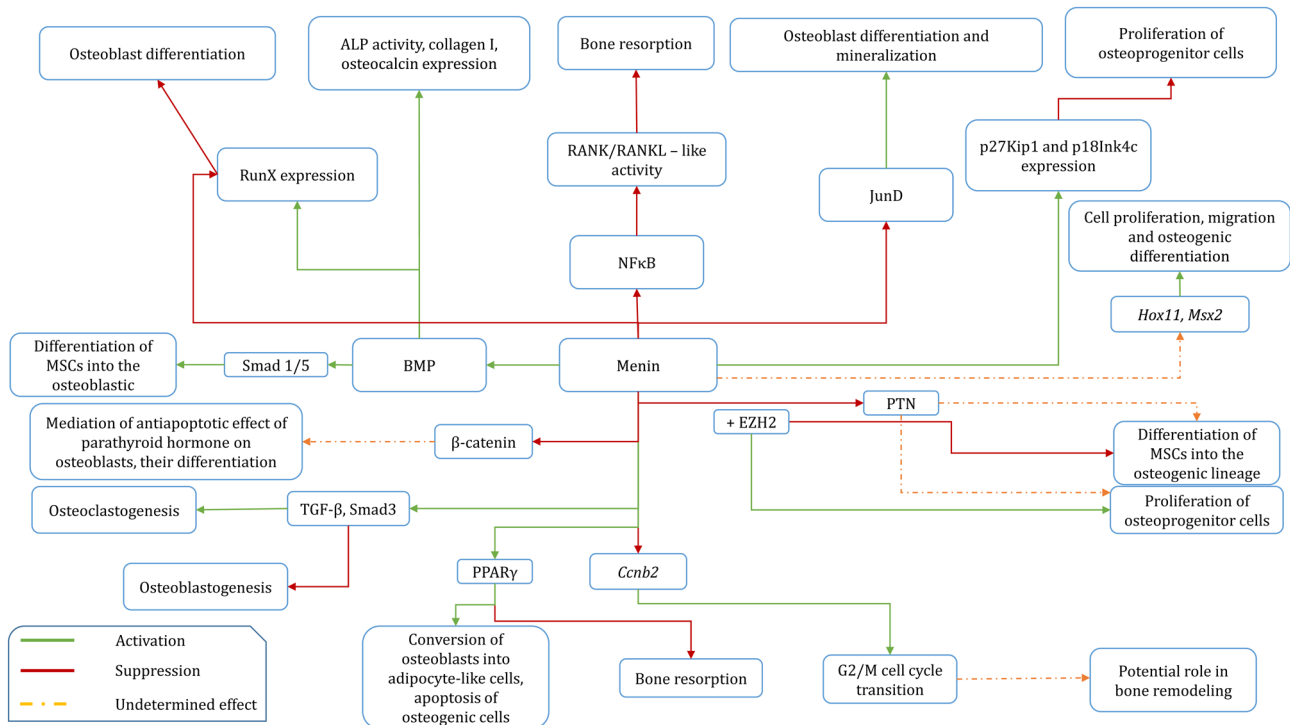 Osteoblast differentiation
ALP activity, collagen I,
osteocalcin expression
Bone resorption
Osteoblast differentiation and
mineralization
Proliferation of
osteoprogenitor cells
RunX expression
RANK/RANKL – like
activity
JunD
p27Kip1 and p18Ink4c
expression
NFκB
Cell proliferation, migration
and osteogenic
differentiation
Hox11, Msx2
Differentiation of
MSCs into the
osteoblastic
Smad 1/5
BMP
Menin
Mediation of antiapoptotic effect of
parathyroid hormone on
osteoblasts, their differentiation
β-catenin
PTN
+ EZH2
Differentiation of
MSCs into the
osteogenic lineage
Proliferation of
osteoprogenitor cells
Osteoclastogenesis
TGF-β, Smad3
Osteoblastogenesis
PPARγ
Ccnb2
Conversion of
osteoblasts into
adipocyte-like cells,
apoptosis of
osteogenic cells
Bone resorption
G2/M cell cycle
transition
Potential role in
bone remodeling
Activation
Suppression
Undetermined effect